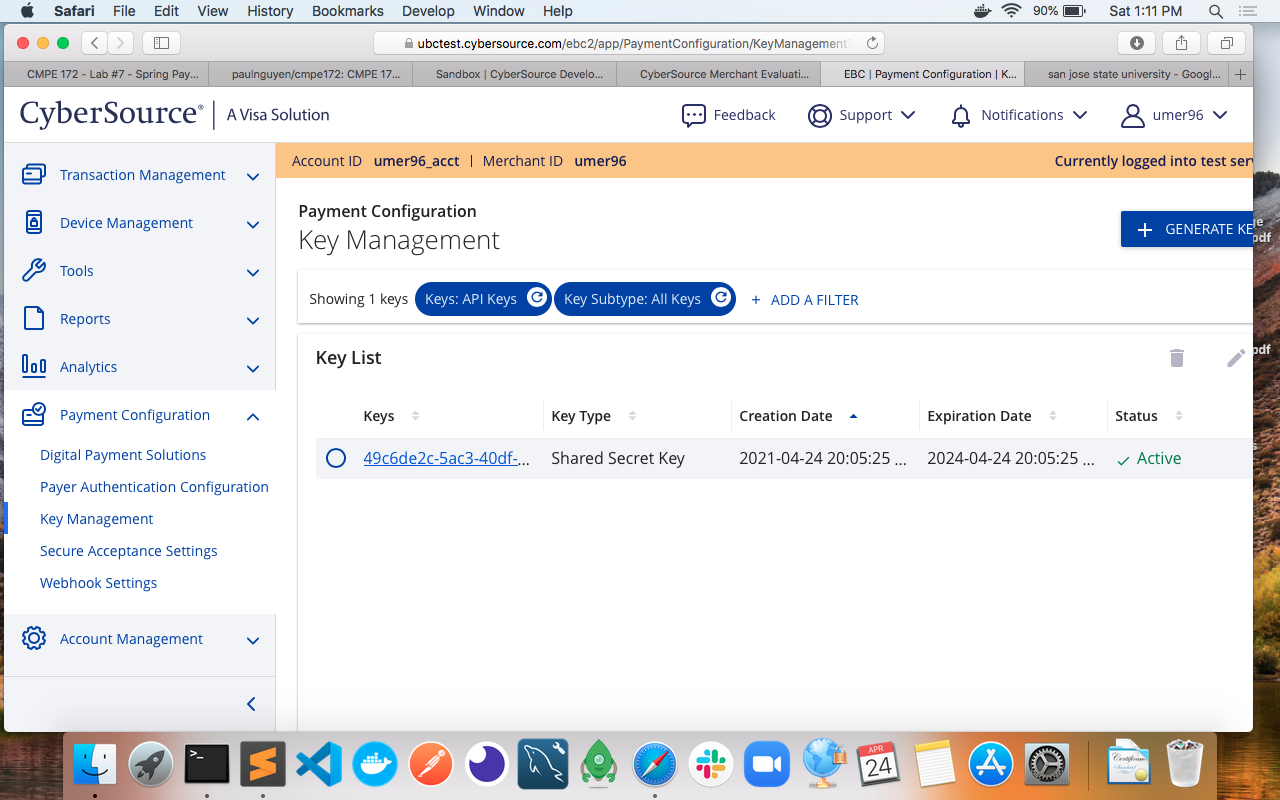 Safari File Edit View History Bookmarks Develop Window Help 90% Sat 1:11 PM
ubctest.cybersource.com/ebc2/app/PaymentConfiguration/KeyManagement
CMPE 172 - Lab #7 - Spring Pay... paulnguyen/cmpe172: CMPE 17... Sandbox | CyberSource Develo... CyberSource Merchant Evaluati... EBC | Payment Configuration | K... san jose state university - Googl...
CyberSource® A Visa Solution Feedback Support Notifications umer96
Account ID umer96_acct | Merchant ID umer96 Currently logged into test serv
Transaction Management
Device Management
Tools
Reports
Analytics
Payment Configuration
Digital Payment Solutions
Payer Authentication Configuration
Key Management
Secure Acceptance Settings
Webhook Settings
Account Management
Payment Configuration
Key Management
+ GENERATE KE
Showing 1 keys Keys: API Keys Key Subtype: All Keys + ADD A FILTER
Key List
Keys Key Type Creation Date Expiration Date Status
49c6de2c-5ac3-40df-... Shared Secret Key 2021-04-24 20:05:25 ... 2024-04-24 20:05:25 ... Active
pdf
pdf
APR
24